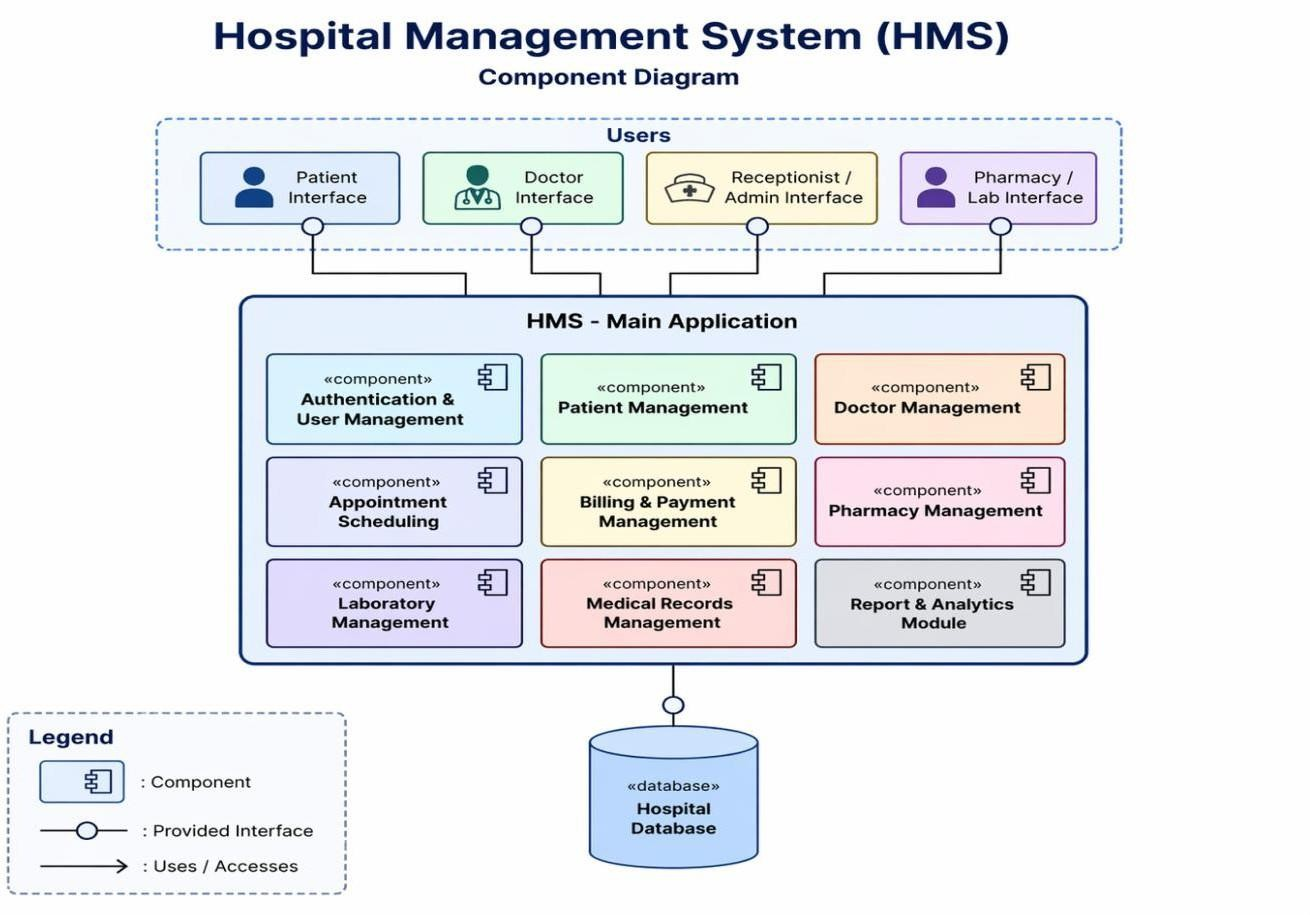 Hospital Management System (HMS)
Component Diagram
Users
Patient
Interface
Doctor
Interface
Receptionist /
Admin Interface
Pharmacy /
Lab Interface
HMS - Main Application
«component»
Authentication &
User Management
«component»
Patient Management
«component»
Doctor Management
«component»
Appointment
Scheduling
«component»
Billing & Payment
Management
«component»
Pharmacy Management
«component»
Laboratory
Management
«component»
Medical Records
Management
«component»
Report & Analytics
Module
«database»
Hospital
Database
Legend
: Component
: Provided Interface
: Uses / Accesses